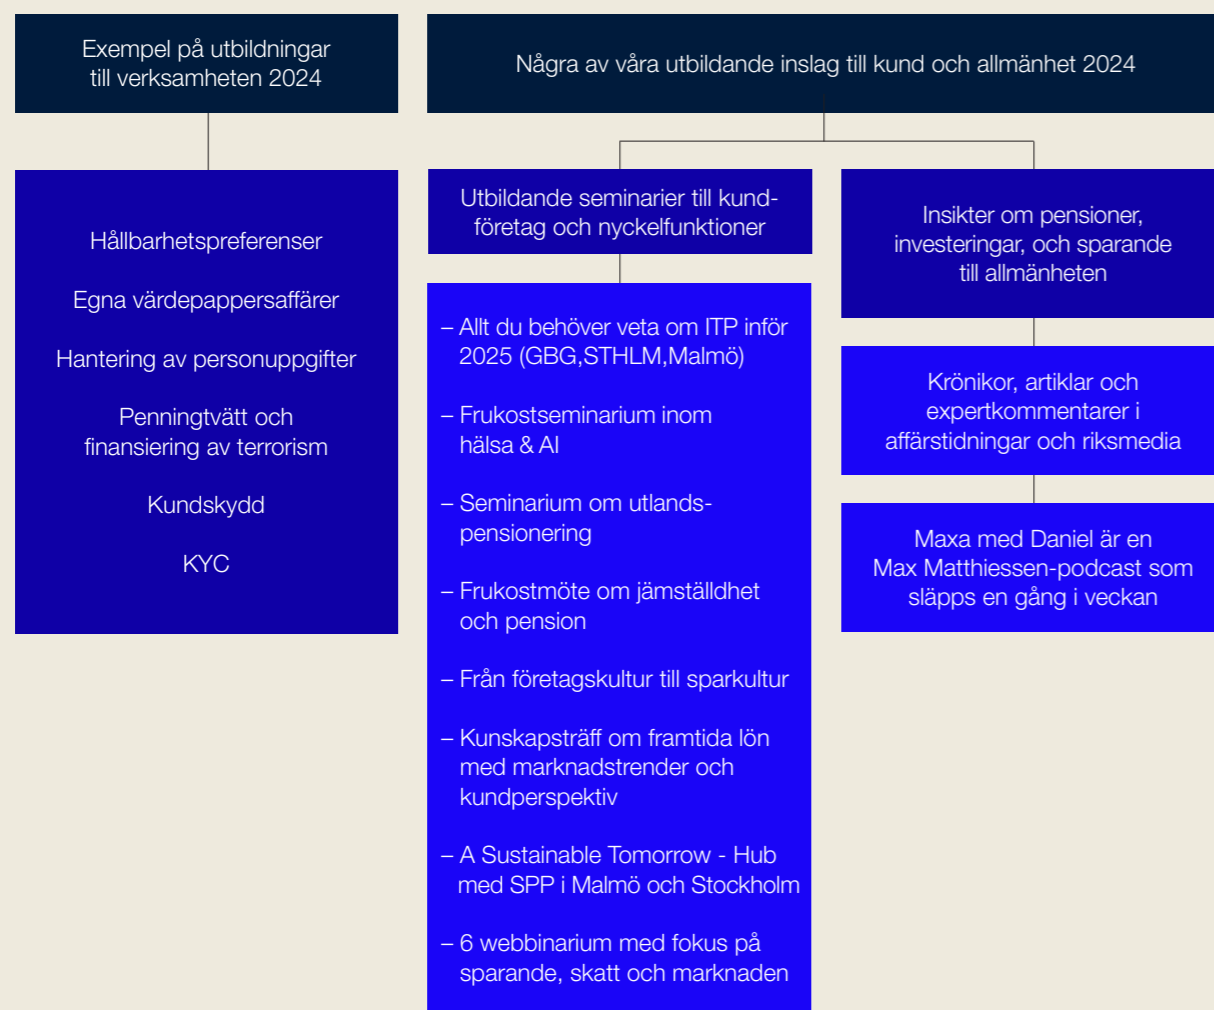 Exempel på utbildningar
till verksamheten 2024
Hållbarhetspreferenser
Egna värdepappersaffärer
Hantering av personuppgifter
Penningtvätt och
finansiering av terrorism
Kundskydd
KYC
Några av våra utbildande inslag till kund och allmänhet 2024
Utbildande seminarier till kund-
företag och nyckelfunktioner
– Allt du behöver veta om ITP inför
2025 (GBG,STHLM,Malmö)
– Frukostseminarium inom
hälsa & AI
– Seminarium om utlands-
pensionering
– Frukostmöte om jämställdhet
och pension
– Från företagskultur till sparkultur
– Kunskapsträff om framtida lön
med marknadstrender och
kundperspektiv
– A Sustainable Tomorrow - Hub
med SPP i Malmö och Stockholm
– 6 webbinarium med fokus på
sparande, skatt och marknaden
Insikter om pensioner,
investeringar, och sparande
till allmänheten
Krönikor, artiklar och
expertkommentarer i
affärstidningar och riksmedia
Maxa med Daniel är en
Max Matthiessen-podcast som
släpps en gång i veckan